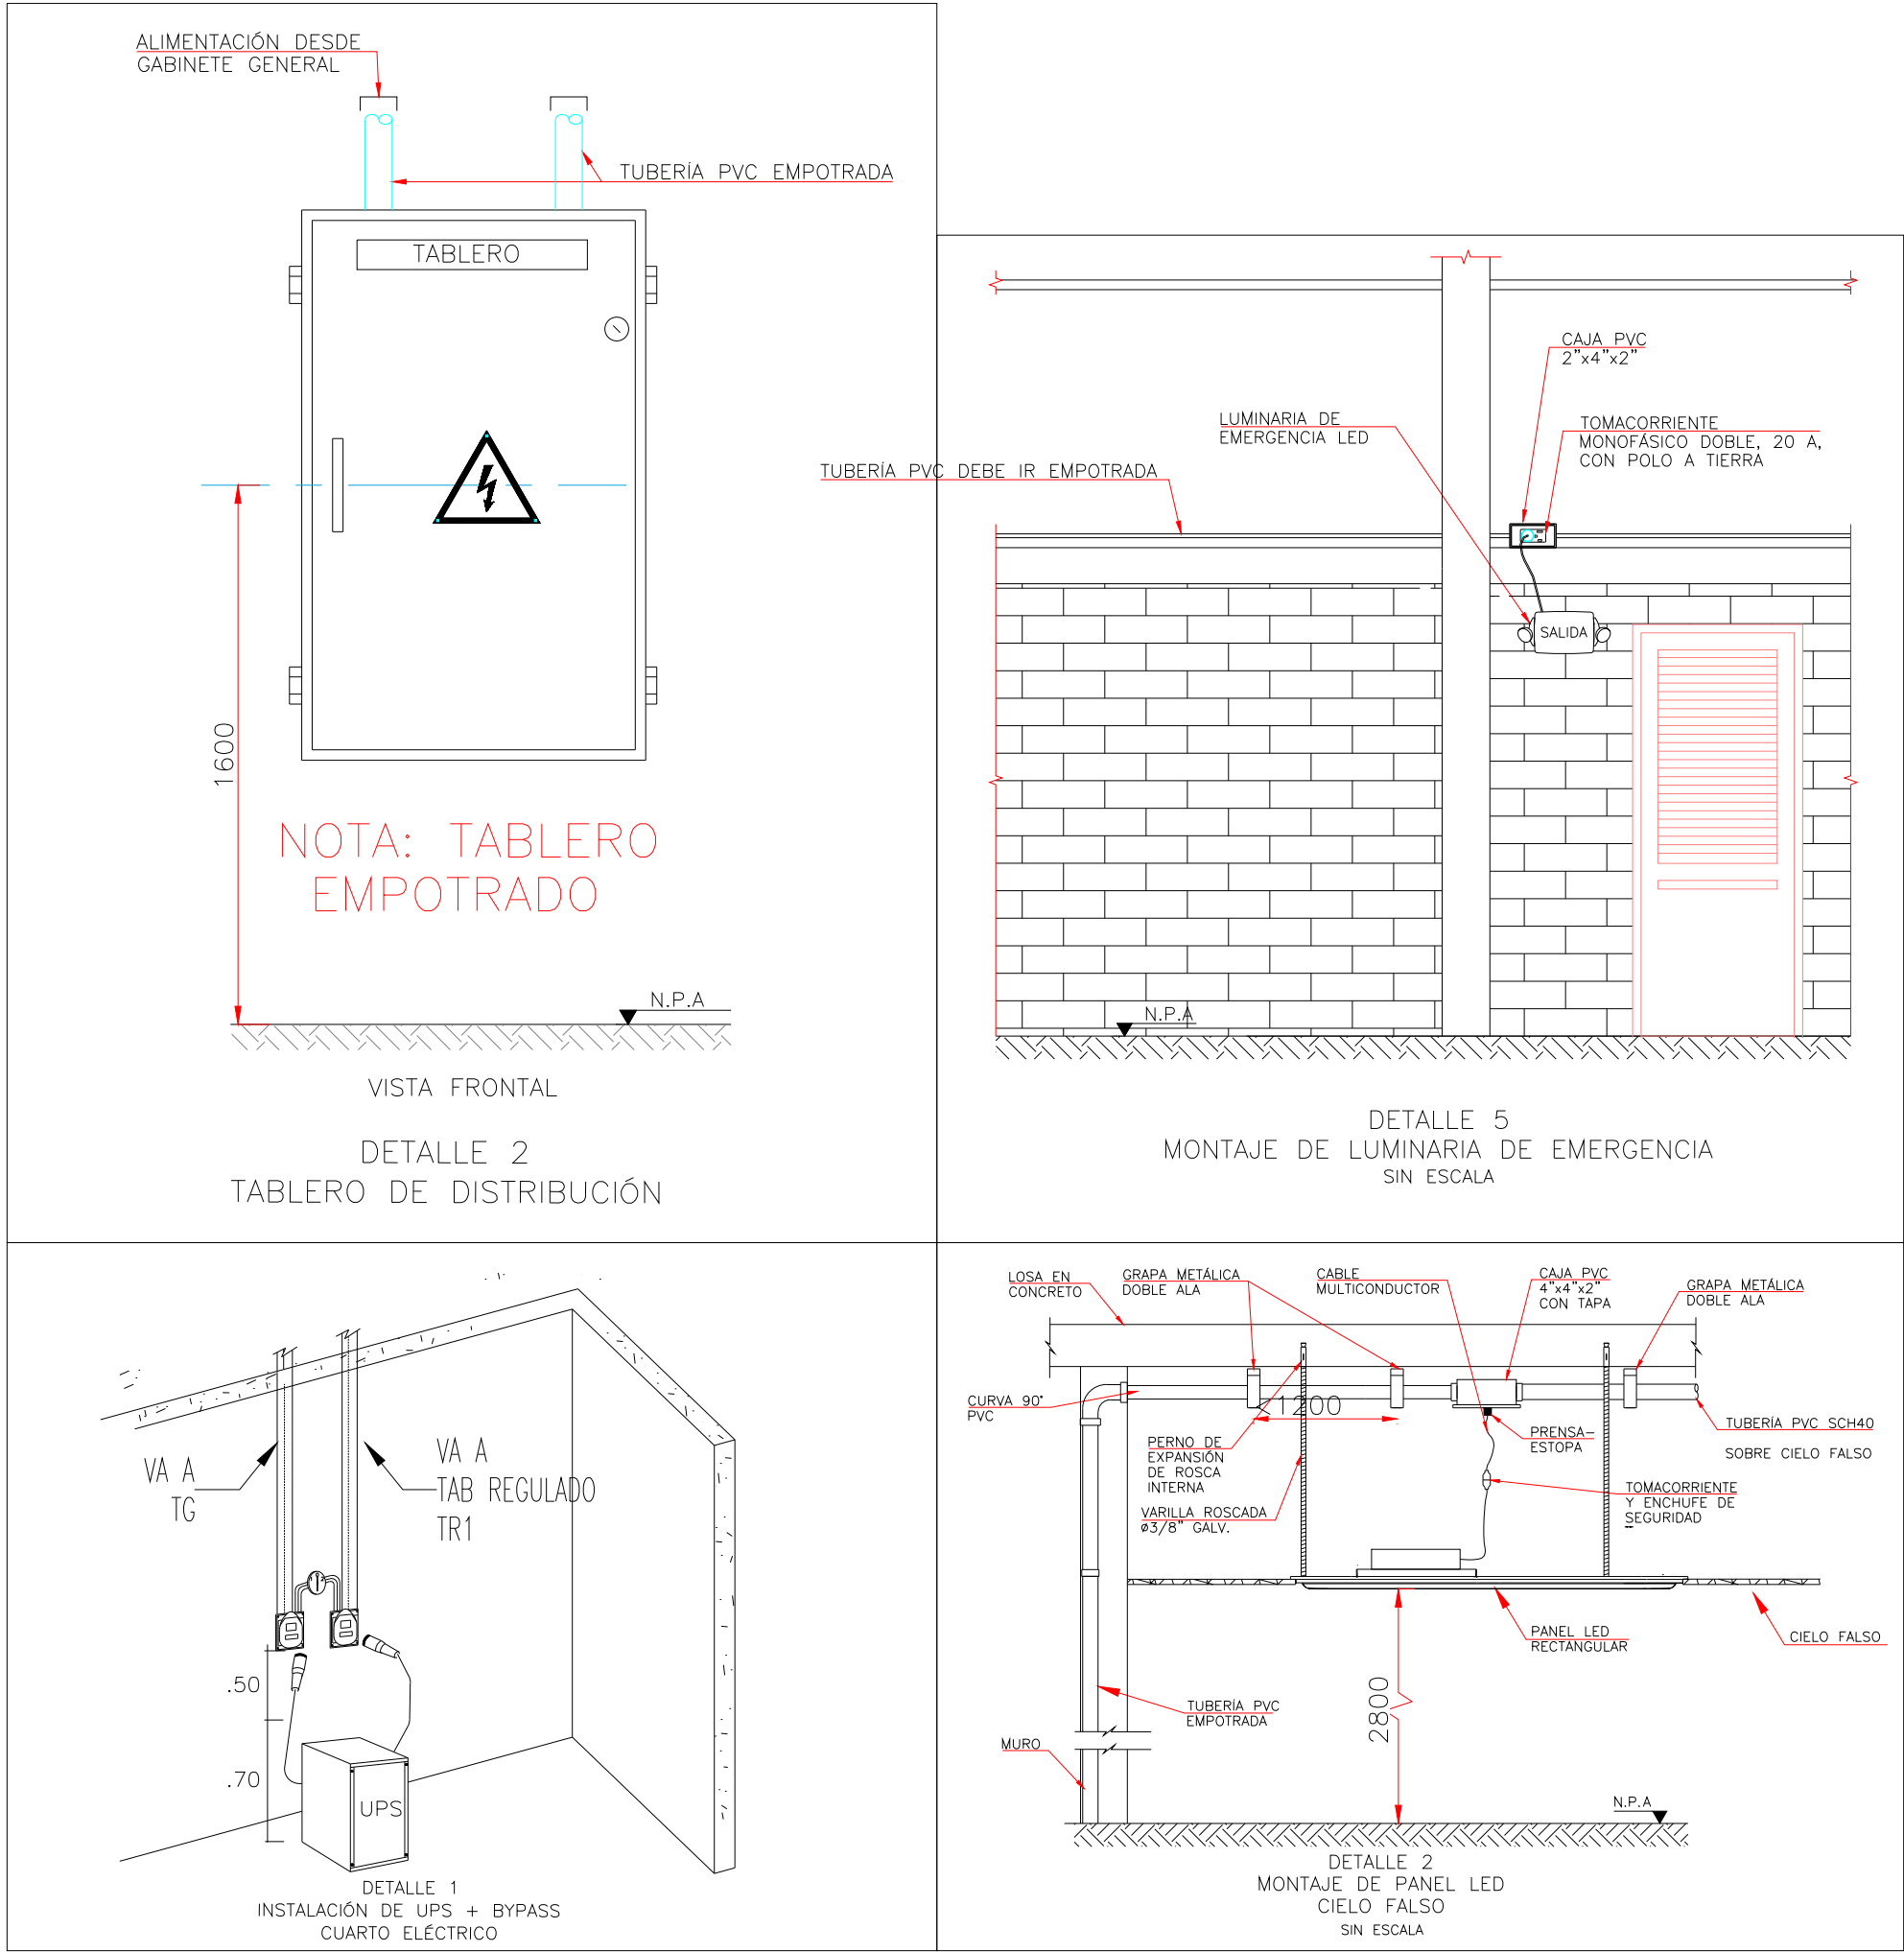 ALIMENTACIÓN DESDE
GABINETE GENERAL
TUBERÍA PVC EMPOTRADA
TABLERO
1600
NOTA: TABLERO
EMPOTRADO
N.P.A
VISTA FRONTAL
DETALLE 2
TABLERO DE DISTRIBUCIÓN
CAJA PVC
2"x4"x2"
LUMINARIA DE
EMERGENCIA LED
TOMACORRIENTE
MONOFÁSICO DOBLE, 20 A,
CON POLO A TIERRA
TUBERÍA PVC DEBE IR EMPOTRADA
SALIDA
N.P.A
DETALLE 5
MONTAJE DE LUMINARIA DE EMERGENCIA
SIN ESCALA
VA A
TG
VA A
TAB REGULADO
TR1
.50
.70
UPS
DETALLE 1
INSTALACIÓN DE UPS + BYPASS
CUARTO ELÉCTRICO
LOSA EN
CONCRETO
GRAPA METÁLICA
DOBLE ALA
CABLE
MULTICONDUCTOR
CAJA PVC
4"x4"x2"
CON TAPA
GRAPA METÁLICA
DOBLE ALA
CURVA 90°
PVC
1200
PERNO DE
EXPANSIÓN
DE ROSCA
INTERNA
PRENSA-
ESTOPA
TUBERÍA PVC SCH40
SOBRE CIELO FALSO
VARILLA ROSCADA
ø3/8" GALV.
TOMACORRIENTE
Y ENCHUFE DE
SEGURIDAD
PANEL LED
RECTANGULAR
CIELO FALSO
2800
TUBERÍA PVC
EMPOTRADA
MURO
N.P.A
DETALLE 2
MONTAJE DE PANEL LED
CIELO FALSO
SIN ESCALA